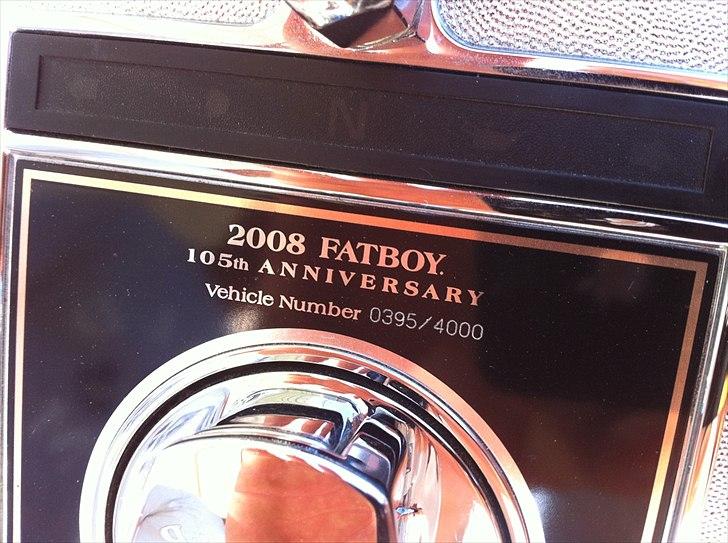 N
2008 FATBOY.
105th ANNIVERSARY
Vehicle Number 0395/4000